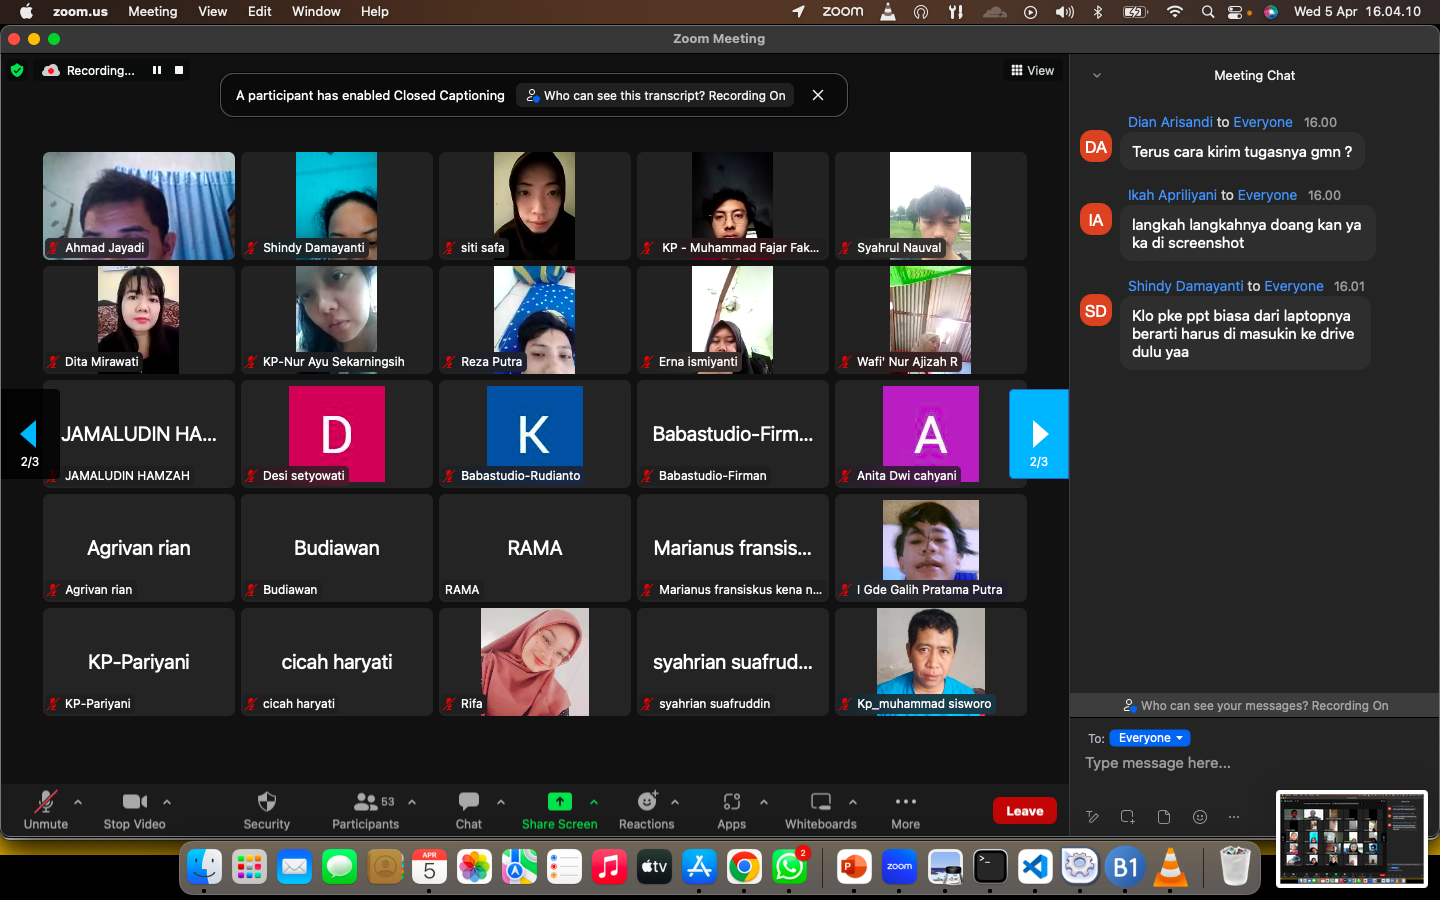 zoom.us Meeting View Edit Window Help zoom Wed 5 Apr 16.04.10
Zoom Meeting
Recording...
View
A participant has enabled Closed Captioning Who can see this transcript? Recording On
Ahmad Jayadi
Shindy Damayanti
siti safa
KP - Muhammad Fajar Fak...
Syahrul Nauval
Dita Mirawati
KP-Nur Ayu Sekarningsih
Reza Putra
Erna ismiyanti
Wafi' Nur Ajizah R
JAMALUDIN HA...
JAMALUDIN HAMZAH
D
Desi setyowati
K
Babastudio-Rudianto
Babastudio-Firm...
Babastudio-Firman
A
Anita Dwi cahyani
2/3
2/3
Agrivan rian
Agrivan rian
Budiawan
Budiawan
RAMA
RAMA
Marianus fransis...
Marianus fransiskus kena n...
I Gde Galih Pratama Putra
KP-Pariyani
KP-Pariyani
cicah haryati
cicah haryati
Rifa
syahrian suafrud...
syahrian suafruddin
Kp_muhammad sisworo
Unmute
Stop Video
Security
53
Participants
Chat
Share Screen
Reactions
Apps
Whiteboards
More
Leave
Meeting Chat
Dian Arisandi to Everyone 16.00
DA
Terus cara kirim tugasnya gmn ?
Ikah Apriliyani to Everyone 16.00
IA
langkah langkahnya doang kan ya
ka di screenshot
Shindy Damayanti to Everyone 16.01
SD
Klo pke ppt biasa dari laptopnya
berarti harus di masukin ke drive
dulu yaa
Who can see your messages? Recording On
To: Everyone
Type message here...
APR
5
tv
2
P
zoom
>_
B1